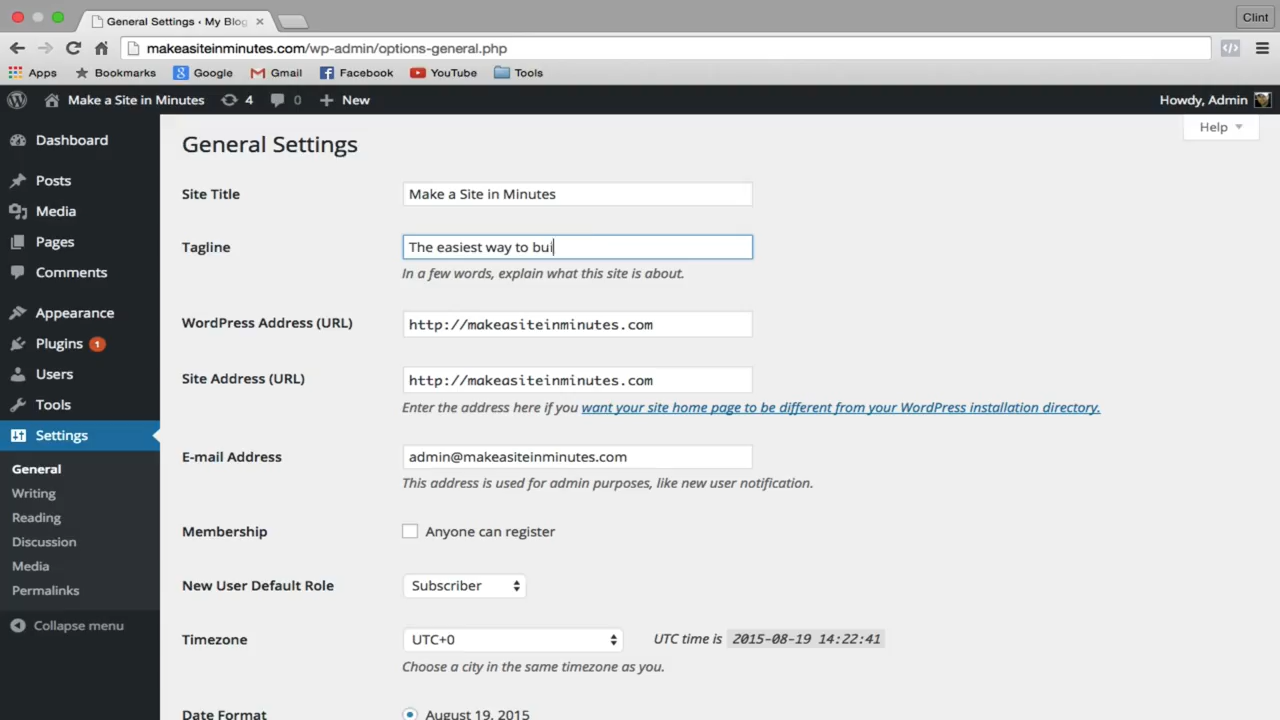 General Settings ‹ My Blog
Clint
makeasiteinminutes.com/wp-admin/options-general.php
Apps Bookmarks Google Gmail Facebook YouTube Tools
Make a Site in Minutes 4 0 New Howdy, Admin
Help
Dashboard
Posts
Media
Pages
Comments
Appearance
Plugins 1
Users
Tools
Settings
General
Writing
Reading
Discussion
Media
Permalinks
Collapse menu
General Settings
Site Title Make a Site in Minutes
Tagline The easiest way to bui
In a few words, explain what this site is about.
WordPress Address (URL) http://makeasiteinminutes.com
Site Address (URL) http://makeasiteinminutes.com
Enter the address here if you want your site home page to be different from your WordPress installation directory.
E-mail Address admin@makeasiteinminutes.com
This address is used for admin purposes, like new user notification.
Membership Anyone can register
New User Default Role Subscriber
Timezone UTC+0 UTC time is 2015-08-19 14:22:41
Choose a city in the same timezone as you.
Date Format August 19, 2015